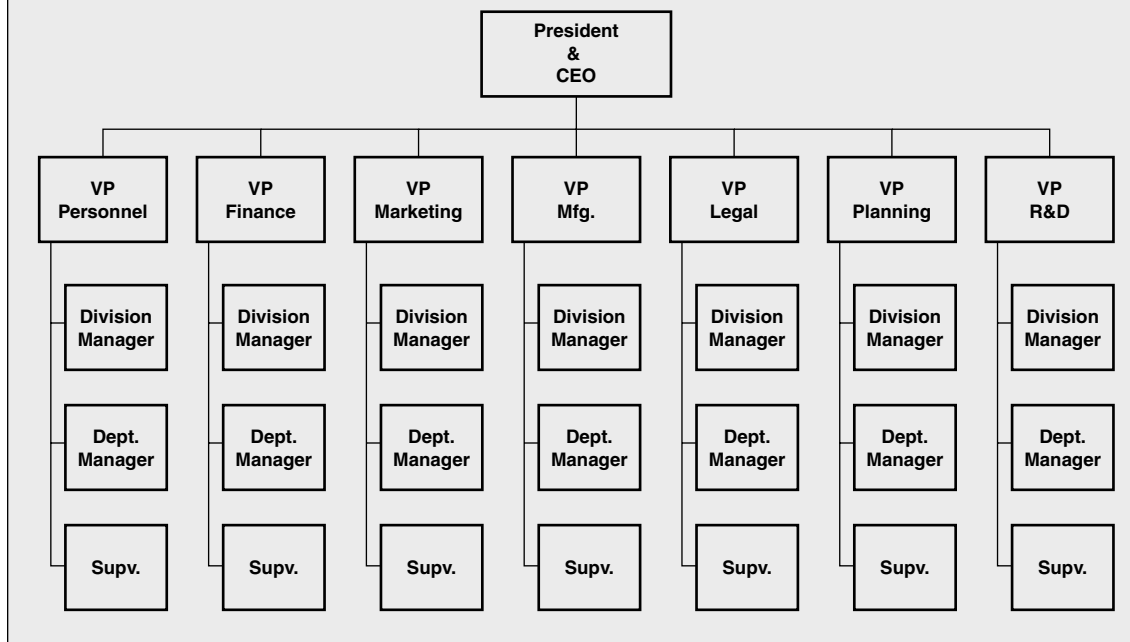 President
&
CEO
VP
Personnel
VP
Finance
VP
Marketing
VP
Mfg.
VP
Legal
VP
Planning
VP
R&D
Division
Manager
Division
Manager
Division
Manager
Division
Manager
Division
Manager
Division
Manager
Division
Manager
Dept.
Manager
Dept.
Manager
Dept.
Manager
Dept.
Manager
Dept.
Manager
Dept.
Manager
Dept.
Manager
Supv.
Supv.
Supv.
Supv.
Supv.
Supv.
Supv.